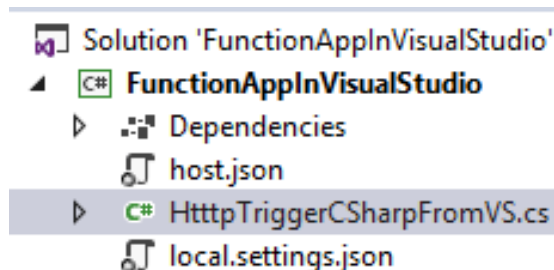 Solution 'FunctionAppInVisualStudio'
C# FunctionAppInVisualStudio
Dependencies
host.json
C# HtttpTriggerCSharpFromVS.cs
local.settings.json